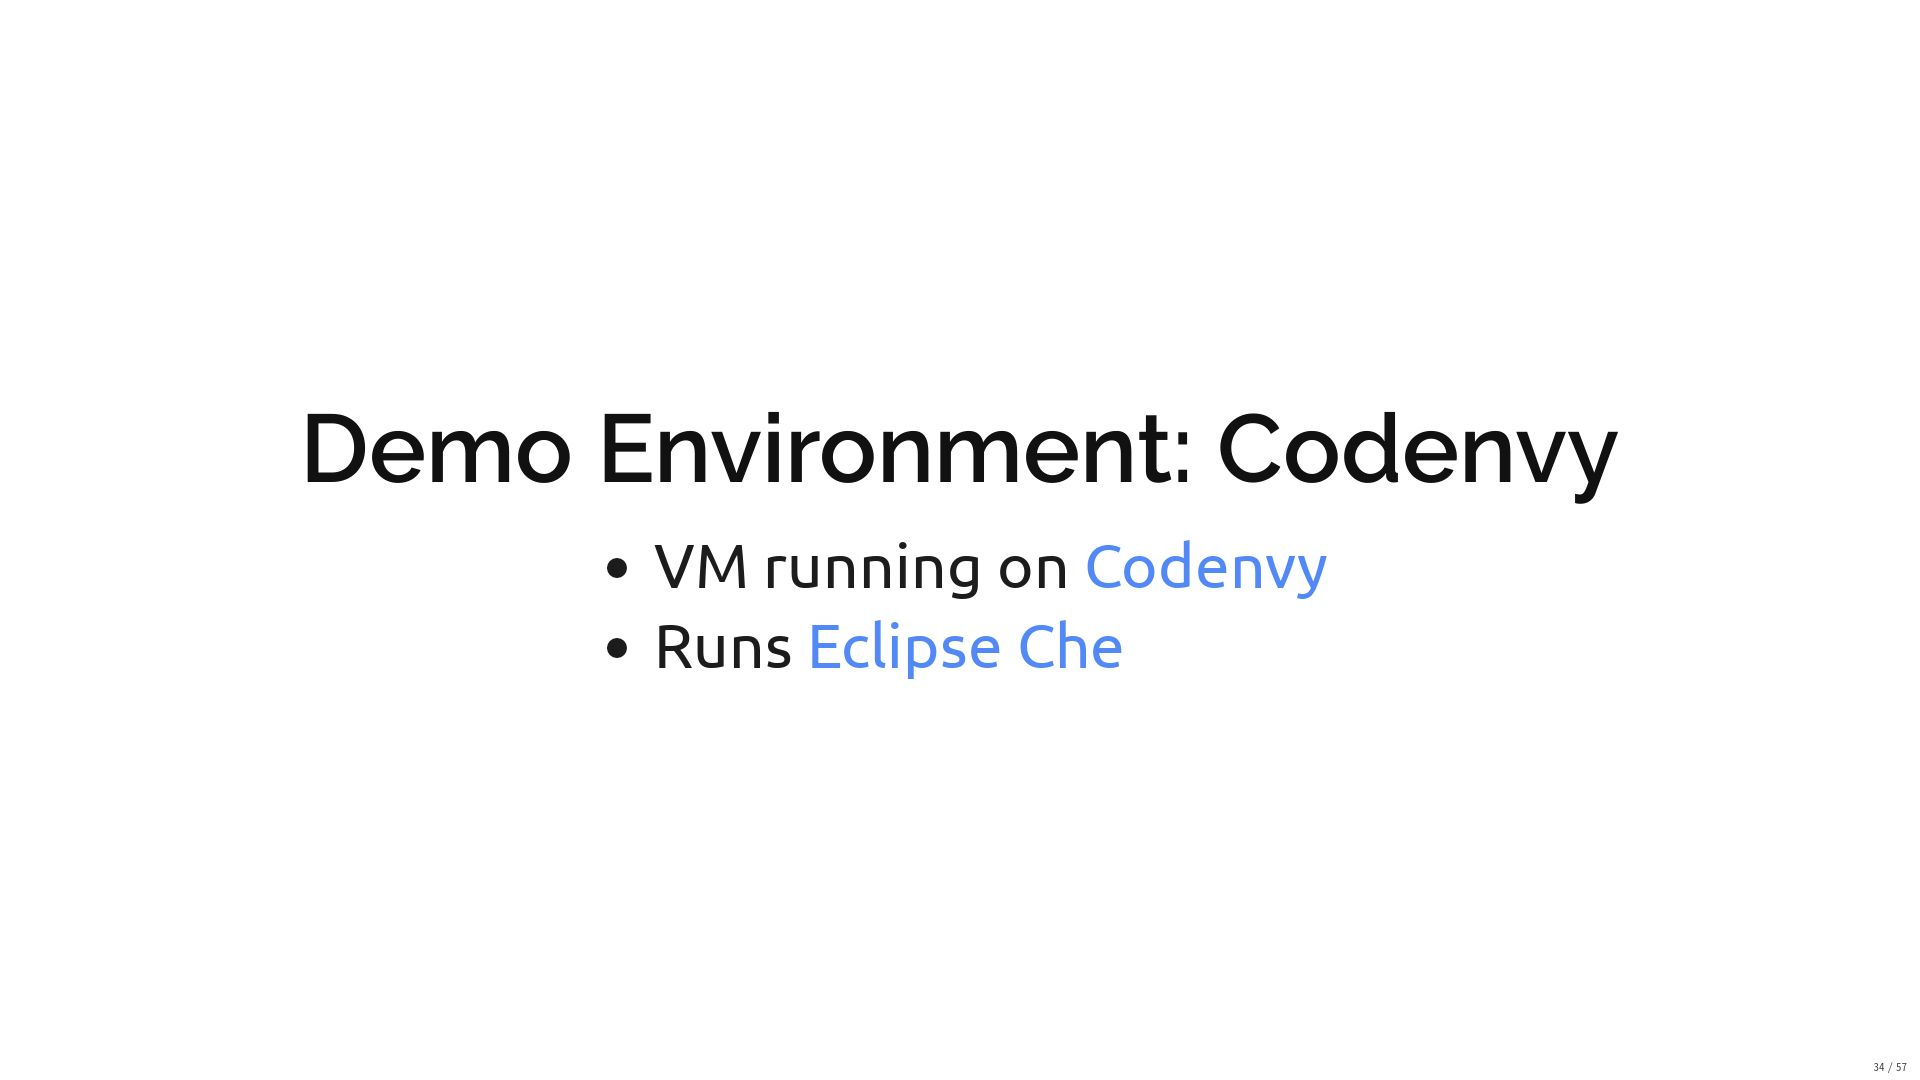 Demo Environment: Codenvy
• VM running on Codenvy
• Runs Eclipse Che
34 / 57